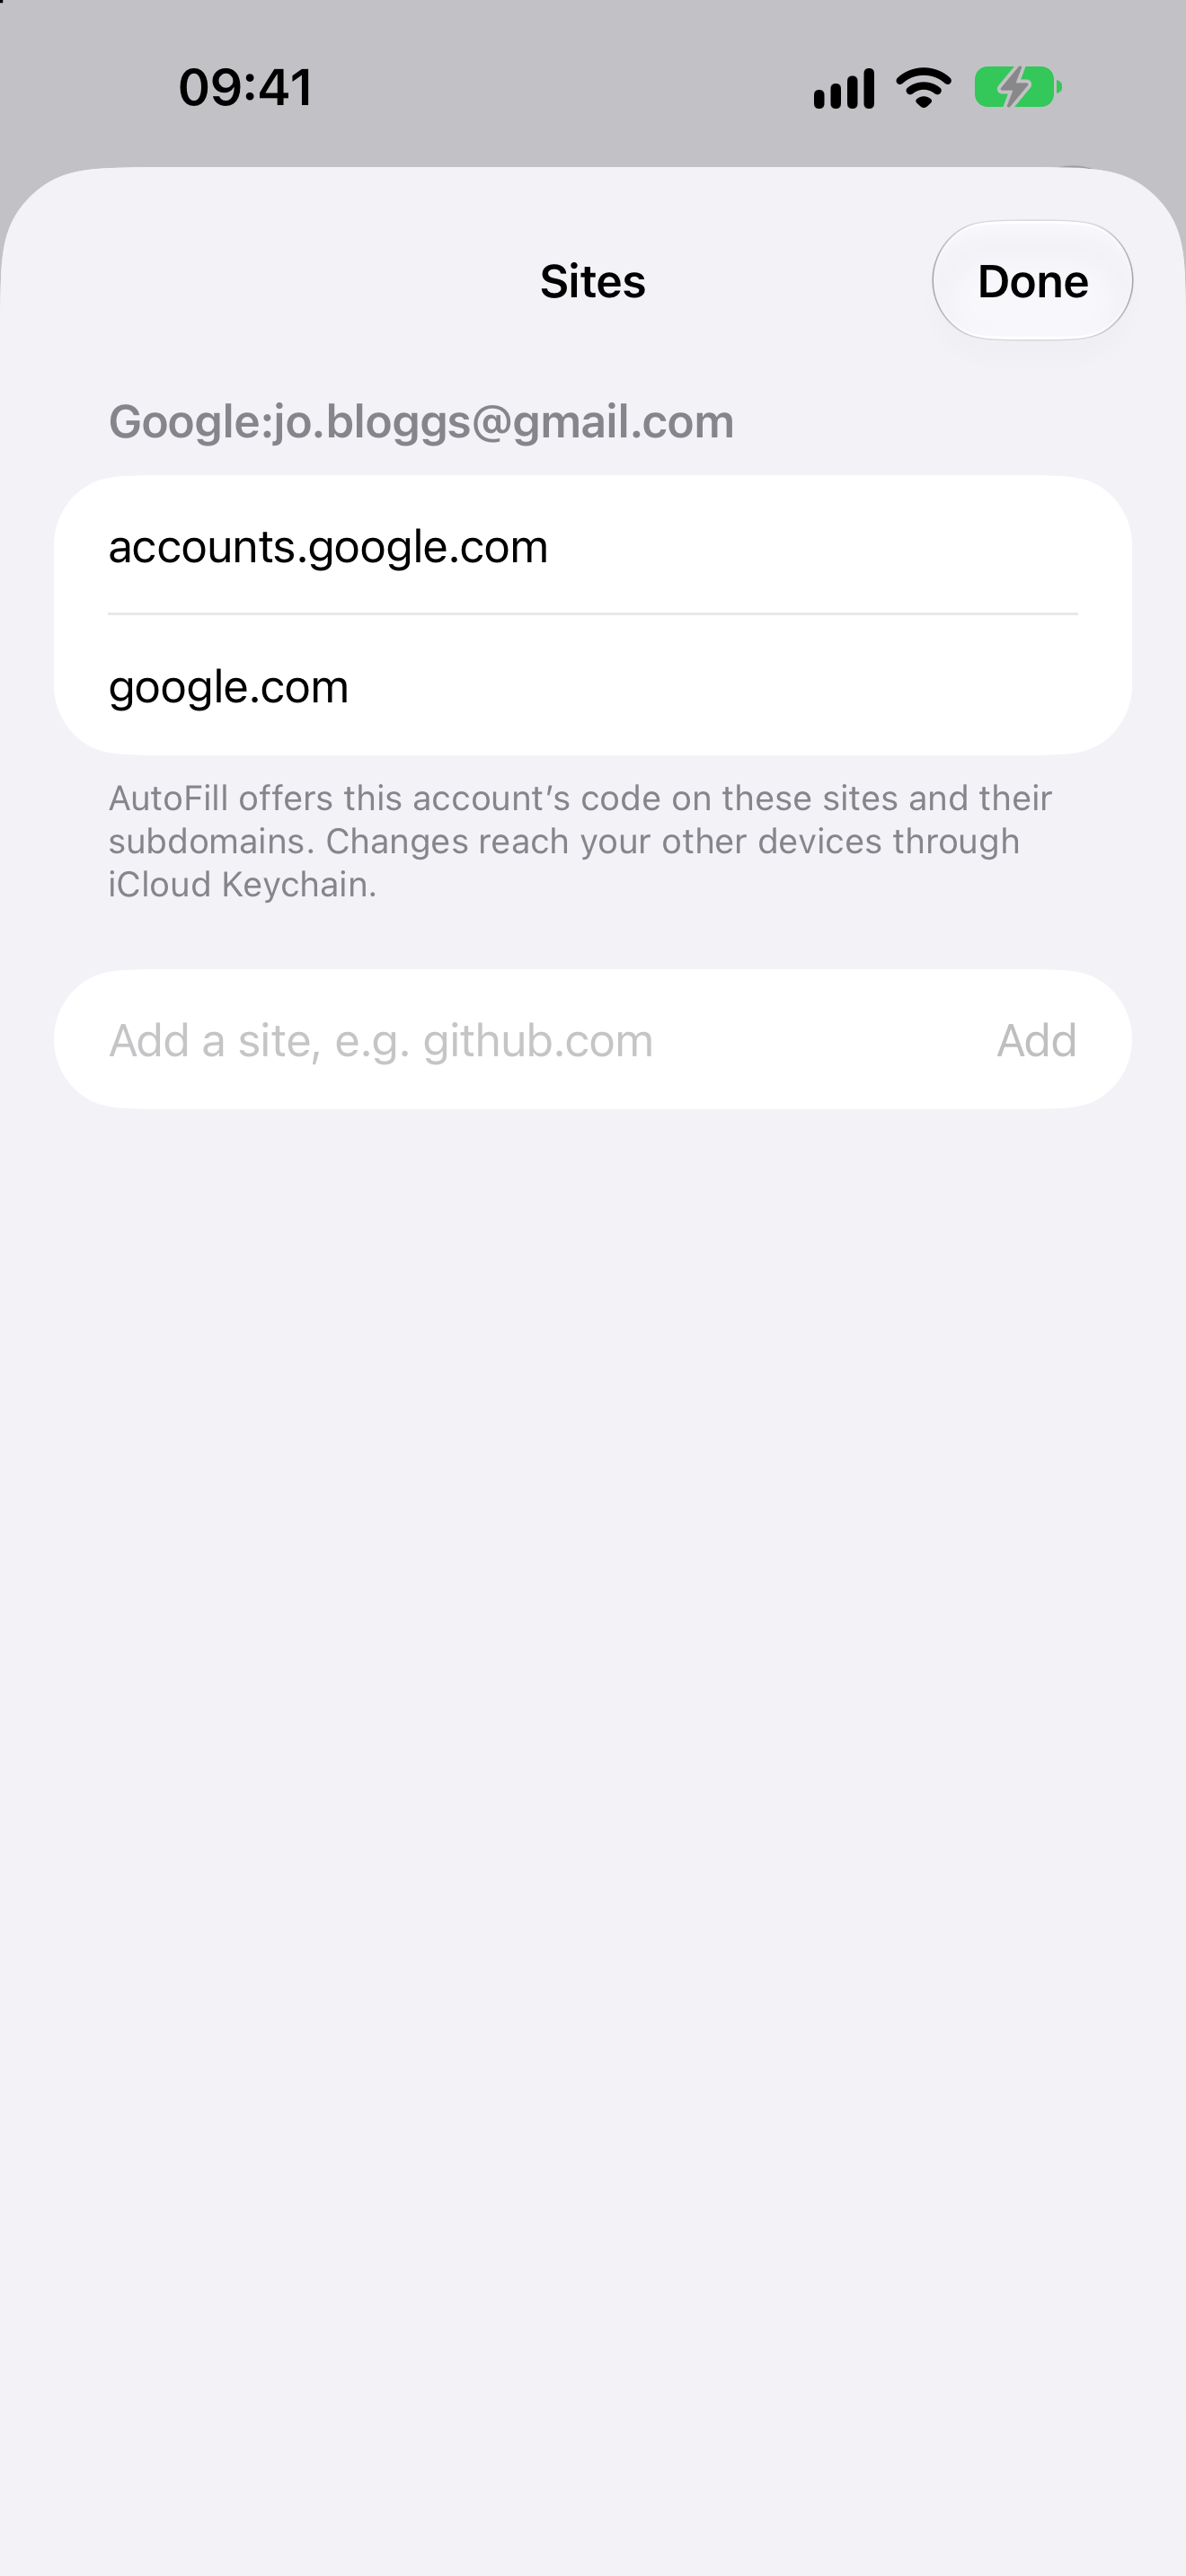 09:41
Sites
Done
Google:jo.bloggs@gmail.com
accounts.google.com
google.com
AutoFill offers this account’s code on these sites and their
subdomains. Changes reach your other devices through
iCloud Keychain.
Add a site, e.g. github.com
Add